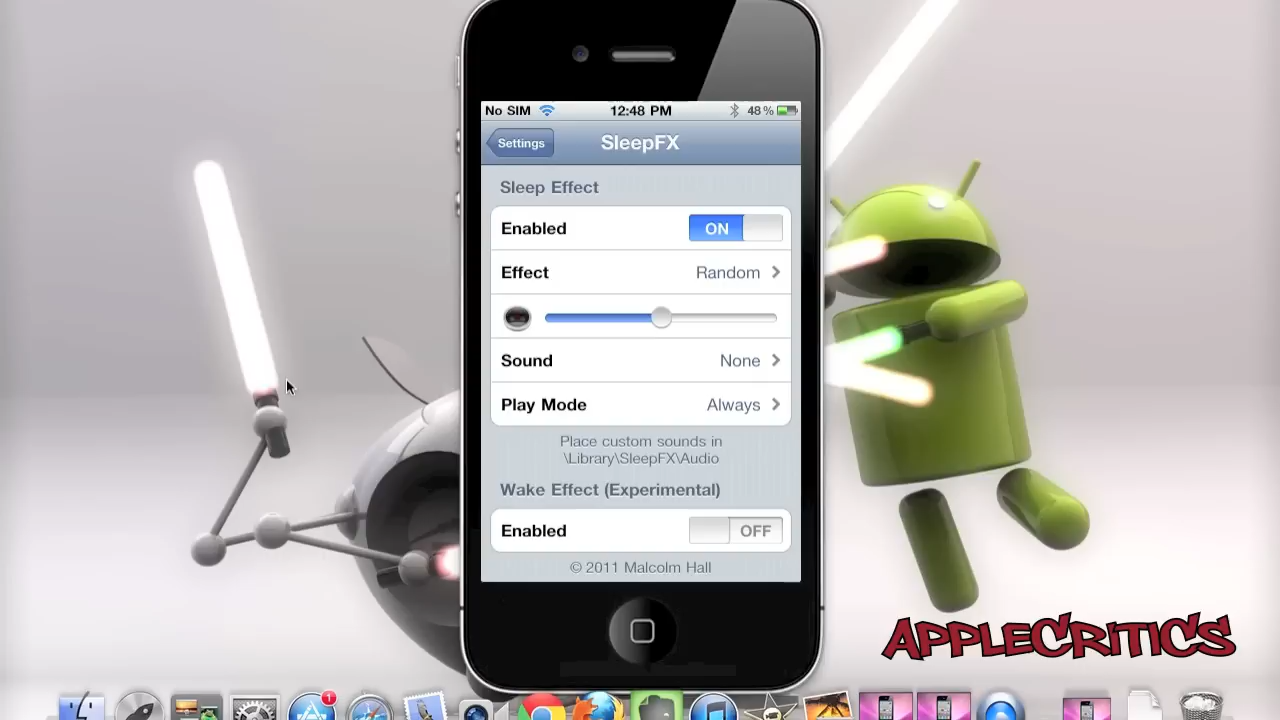 No SIM 12:48 PM 48%
Settings SleepFX
Sleep Effect
Enabled ON
Effect Random
Sound None
Play Mode Always
Place custom sounds in
\Library\SleepFX\Audio
Wake Effect (Experimental)
Enabled OFF
© 2011 Malcolm Hall
APPLECRITICS
1